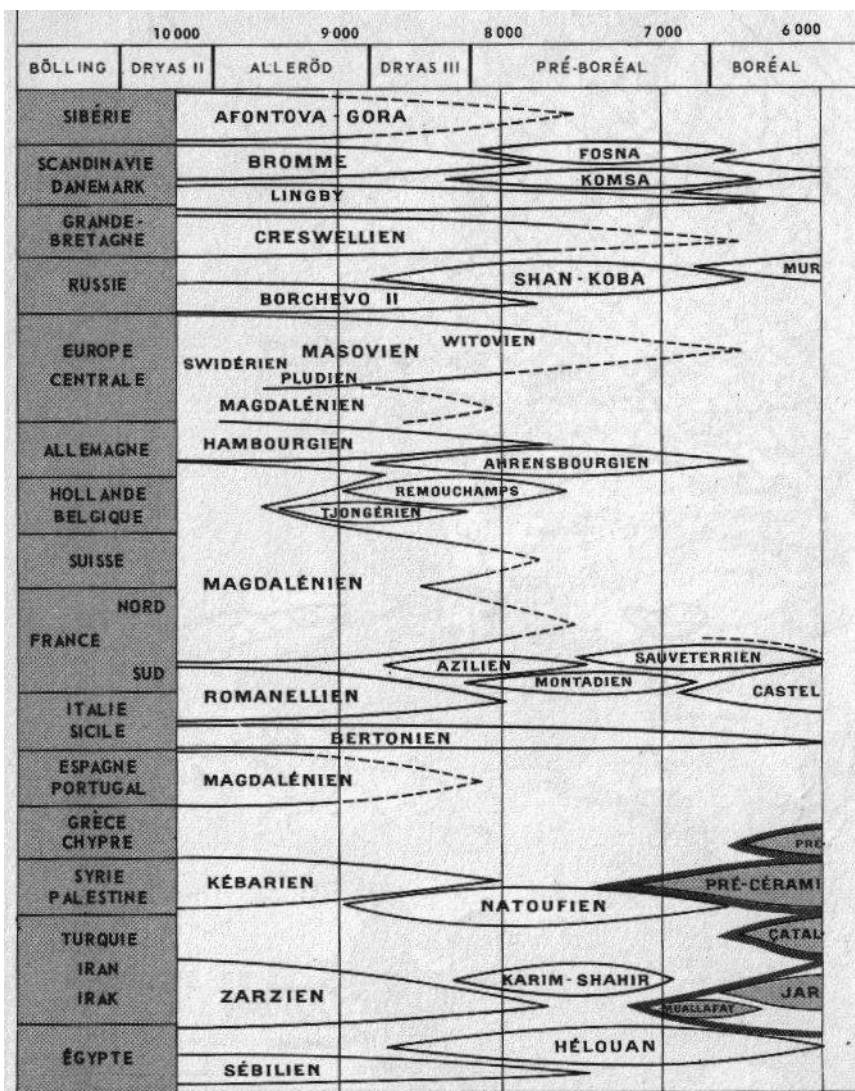 10 000 9 000 8 000 7 000 6 000
BÖLLING DRYAS II ALLERÖD DRYAS III PRÉ-BORÉAL BORÉAL
SIBÉRIE AFONTOVA-GORA
SCANDINAVIE
DANEMARK
BROMME
FOSNA
KOMSA
LINGBY
GRANDE-
BRETAGNE
CRESWELLIEN
RUSSIE
SHAN-KOBA
MUR
BORCHEVO II
EUROPE
CENTRALE
WITOVIEN
MASOVIEN
SWIDÉRIEN
PLUDIEN
MAGDALÉNIEN
ALLEMAGNE
HAMBOURGIEN
AHRENSBOURGIEN
HOLLANDE
BELGIQUE
REMOUCHAMPS
TJONGÉRIEN
SUISSE
MAGDALÉNIEN
NORD
FRANCE
SUD
AZILIEN
SAUVETERRIEN
MONTADIEN
ROMANELLIEN
CASTEL
ITALIE
SICILE
BERTONIEN
ESPAGNE
PORTUGAL
MAGDALÉNIEN
GRÈCE
CHYPRE
PRÉ
SYRIE
PALESTINE
KÉBARIEN
PRÉ-CÉRAMI
NATOUFIEN
TURQUIE
ÇATAL
IRAN
KARIM-SHAHIR
IRAK
ZARZIEN
JAR
MUALLAFAT
ÉGYPTE
HÉLOUAN
SÉBILIEN